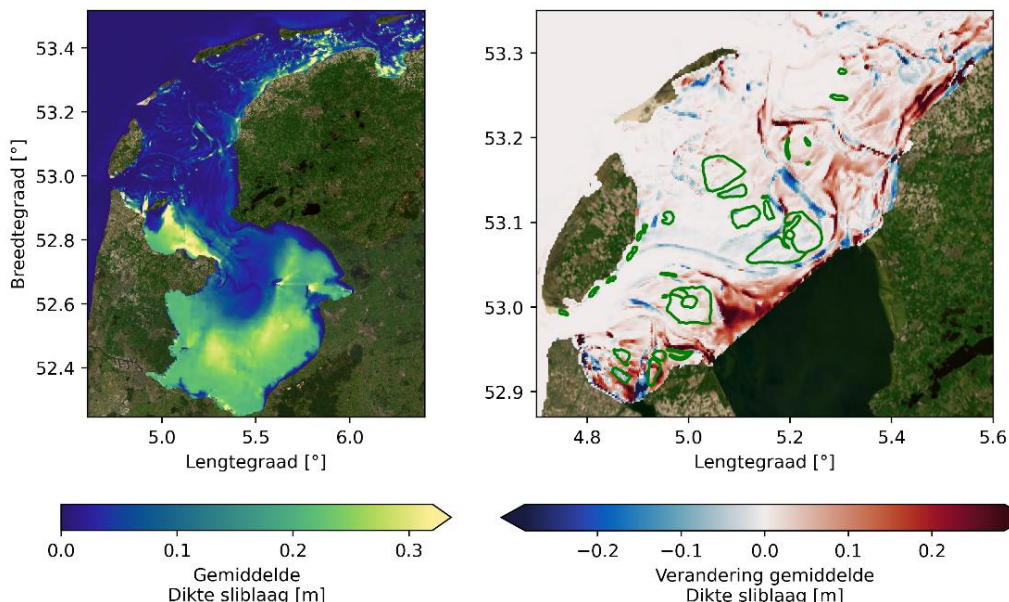 53.4
53.2
53.0
52.8
52.6
52.4
Breedtegraad [°]
5.0 5.5 6.0
Lengtegraad [°]
53.3
53.2
53.1
53.0
52.9
4.8 5.0 5.2 5.4 5.6
Lengtegraad [°]
0.0 0.1 0.2 0.3
Gemiddelde
Dikte sliblaag [m]
−0.2 −0.1 0.0 0.1 0.2
Verandering gemiddelde
Dikte sliblaag [m]